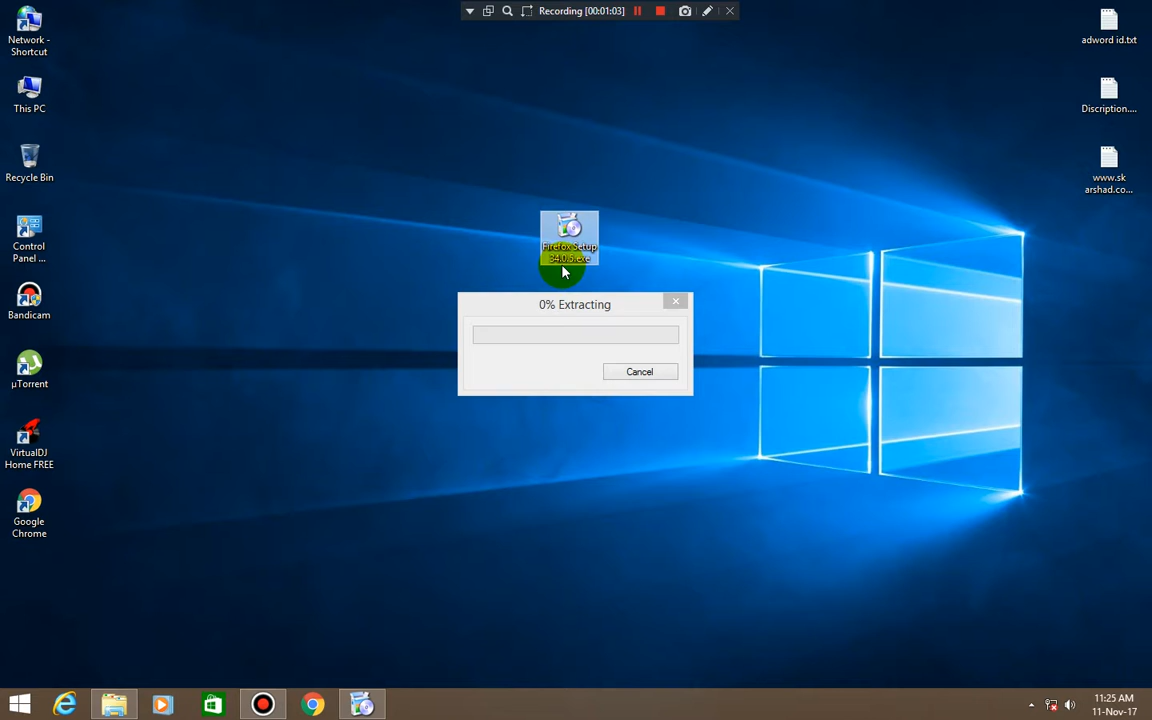 Recording [00:01:03]
Network -
Shortcut
This PC
Recycle Bin
Control
Panel ...
Bandicam
µTorrent
VirtualDJ
Home FREE
Google
Chrome
Firefox Setup
34.0.5.exe
0% Extracting
Cancel
adword id.txt
Discription....
www.sk
arshad.co...
11:25 AM
11-Nov-17